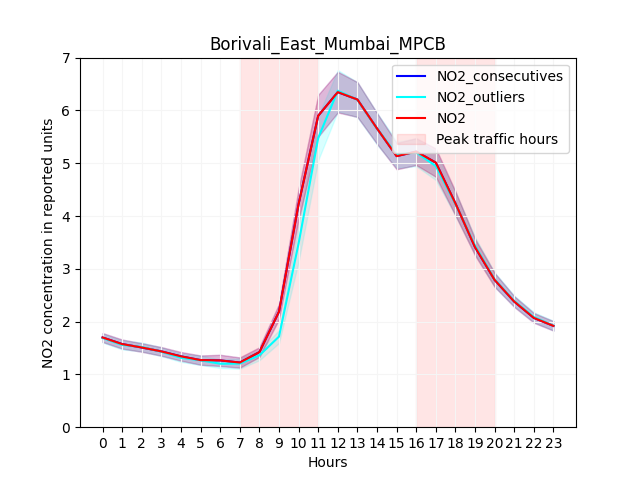 Borivali_East_Mumbai_MPCB
NO2 concentration in reported units
7
6
5
4
3
2
1
0
NO2_consecutives
NO2_outliers
NO2
Peak traffic hours
0 1 2 3 4 5 6 7 8 9 10 11 12 13 14 15 16 17 18 19 20 21 22 23
Hours